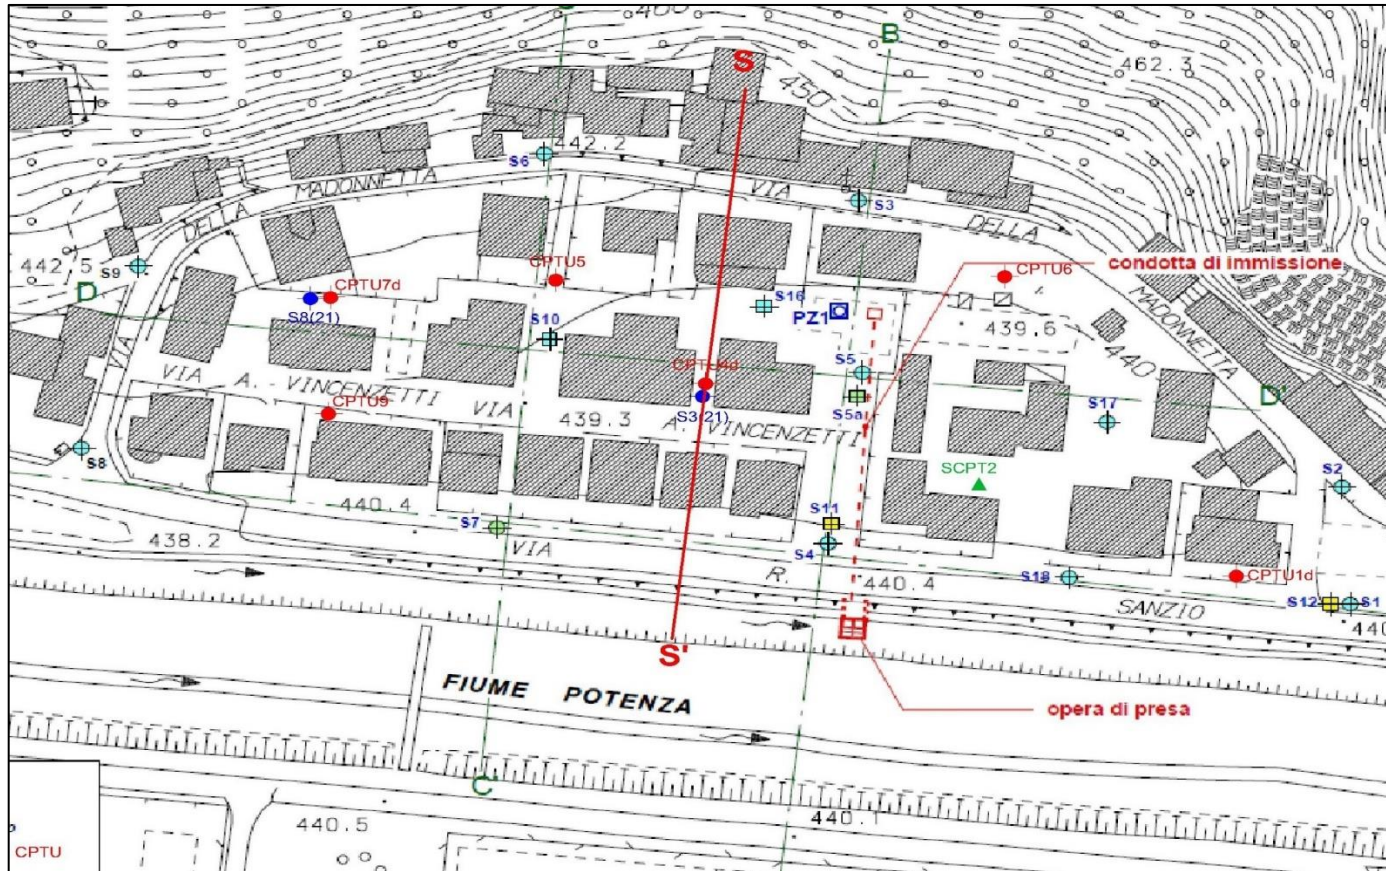 460
B
S
462.3
450
442.2
S6
MADONNETTA
VIA
S3
DELLA
DELLA
442.5
S9
CPTU5
CPTU6
condotta di immissione
D
CPTU7d
S8(21)
S16
PZ1
MADONNETTA
S10
439.6
440
VIA
S5
CPTU4d
VIA A. VINCENZETTI VIA
D'
CPTU9
S3(21)
S5a
439.3
A. VINCENZETTI
S17
S8
SCPT2
S2
440.4
S7
S11
438.2
VIA
S4
R.
440.4
S18
CPTU1d
SANZIO
S12
S1
S'
FIUME POTENZA
opera di presa
C'
440.5
440.1
CPTU